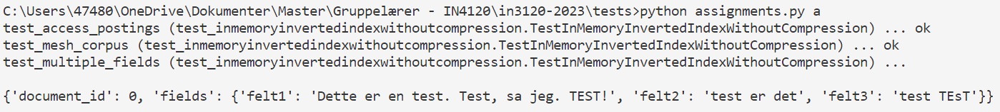 C:\Users\47480\OneDrive\Dokumenter\Master\Gruppelærer - IN4120\in3120-2023\tests>python assignments.py a
test_access_postings (test_inmemoryinvertedindexwithoutcompression.TestInMemoryInvertedIndexWithoutCompression) ... ok
test_mesh_corpus (test_inmemoryinvertedindexwithoutcompression.TestInMemoryInvertedIndexWithoutCompression) ... ok
test_multiple_fields (test_inmemoryinvertedindexwithoutcompression.TestInMemoryInvertedIndexWithoutCompression) ...
{'document_id': 0, 'fields': {'felt1': 'Dette er en test. Test, sa jeg. TEST!', 'felt2': 'test er det', 'felt3': 'test TEsT'}}